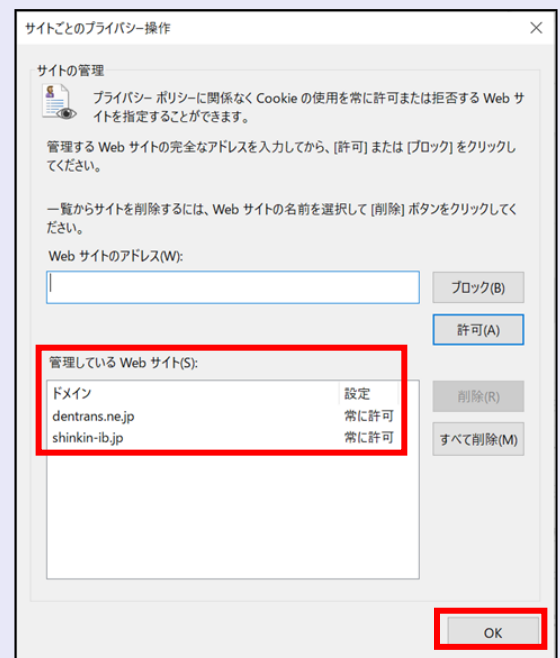 サイトごとのプライバシー操作
サイトの管理
プライバシー ポリシーに関係なく Cookie の使用を常に許可または拒否する Web サ
イトを指定することができます。
管理する Web サイトの完全なアドレスを入力してから、[許可] または [ブロック] をクリックし
てください。
一覧からサイトを削除するには、Web サイトの名前を選択して [削除] ボタンをクリックしてく
ださい。
Web サイトのアドレス(W):
ブロック(B)
許可(A)
管理している Web サイト(S):
ドメイン 設定
dentrans.ne.jp 常に許可
shinkin-ib.jp 常に許可
削除(R)
すべて削除(M)
OK